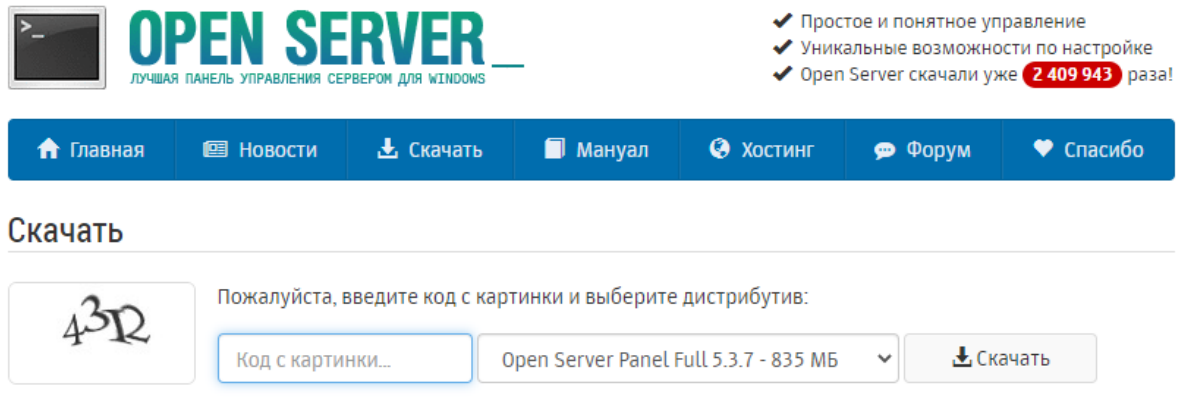 >_
OPEN SERVER_
ЛУЧШАЯ ПАНЕЛЬ УПРАВЛЕНИЯ СЕРВЕРОМ ДЛЯ WINDOWS
✔ Простое и понятное управление
✔ Уникальные возможности по настройке
✔ Open Server скачали уже 2 409 943 раза!
Главная Новости Скачать Мануал Хостинг Форум Спасибо
Скачать
Пожалуйста, введите код с картинки и выберите дистрибутив:
Код с картинки... Open Server Panel Full 5.3.7 - 835 МБ Скачать